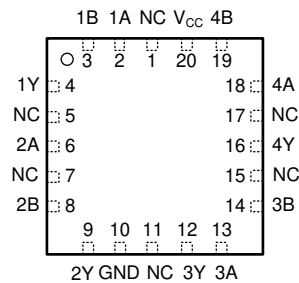 1B 1A NC VCC 4B
3 2 1 20 19
1Y 4 18 4A
NC 5 17 NC
2A 6 16 4Y
NC 7 15 NC
2B 8 14 3B
9 10 11 12 13
2Y GND NC 3Y 3A